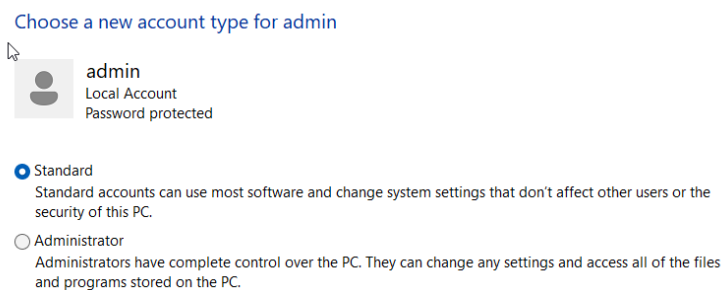 Choose a new account type for admin
admin
Local Account
Password protected
Standard
Standard accounts can use most software and change system settings that don't affect other users or the
security of this PC.
Administrator
Administrators have complete control over the PC. They can change any settings and access all of the files
and programs stored on the PC.